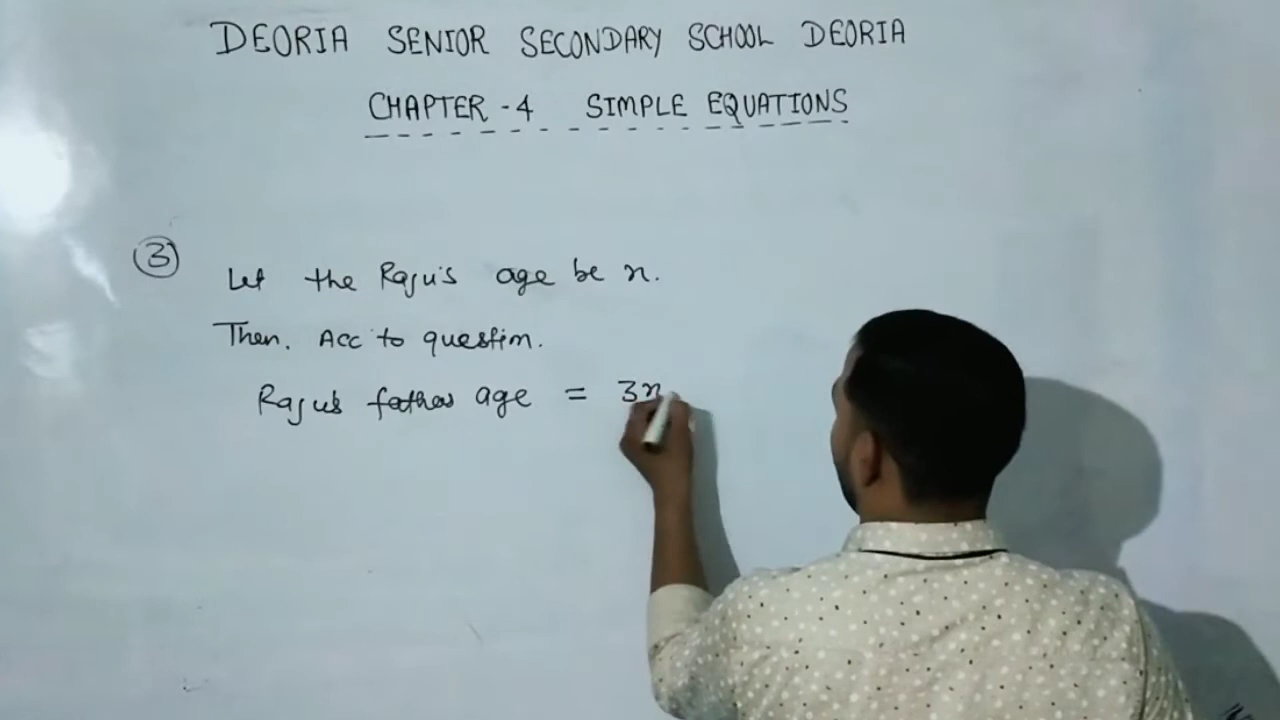 DEORIA SENIOR SECONDARY SCHOOL DEORIA
CHAPTER - 4 SIMPLE EQUATIONS
3
Let the Raju's age be x.
Then. Acc to question.
Raju's father age = 3x